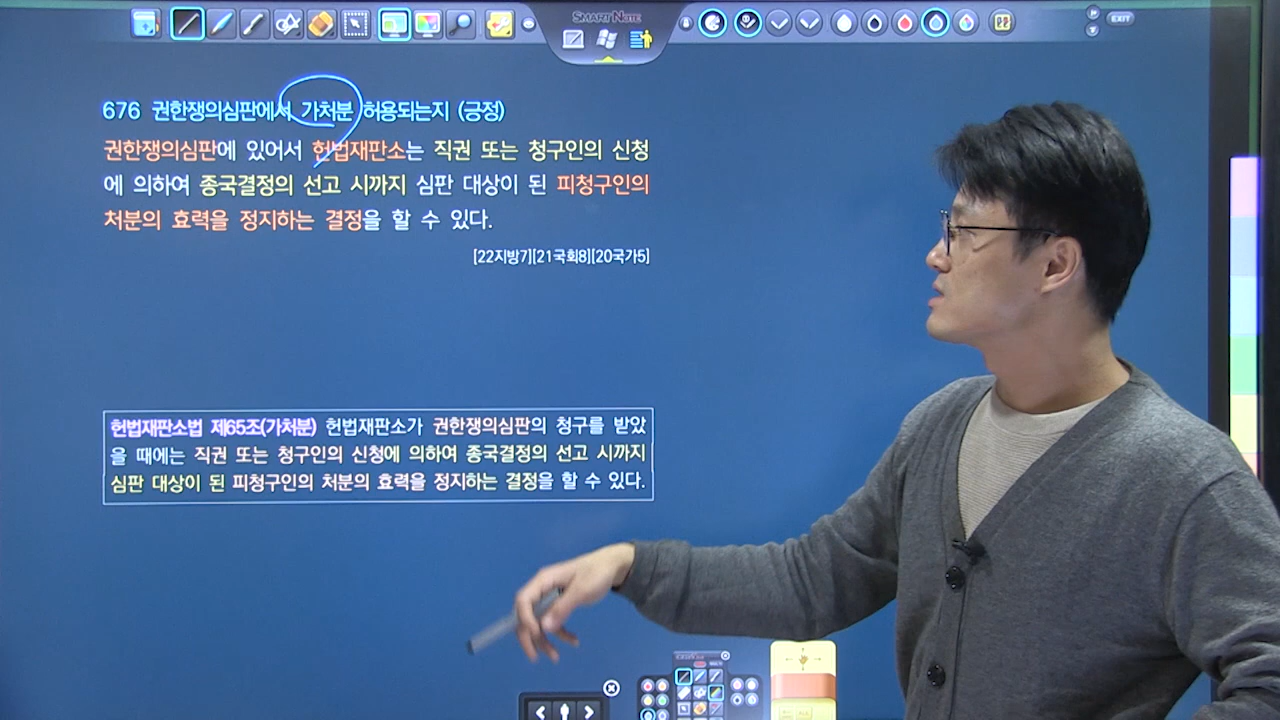 SMART NOTE
EXIT
676 권한쟁의심판에서 가처분 허용되는지 (긍정)
권한쟁의심판에 있어서 헌법재판소는 직권 또는 청구인의 신청
에 의하여 종국결정의 선고 시까지 심판 대상이 된 피청구인의
처분의 효력을 정지하는 결정을 할 수 있다.
[22지방7][21국회8][20국가5]
헌법재판소법 제65조(가처분) 헌법재판소가 권한쟁의심판의 청구를 받았
을 때에는 직권 또는 청구인의 신청에 의하여 종국결정의 선고 시까지
심판 대상이 된 피청구인의 처분의 효력을 정지하는 결정을 할 수 있다.